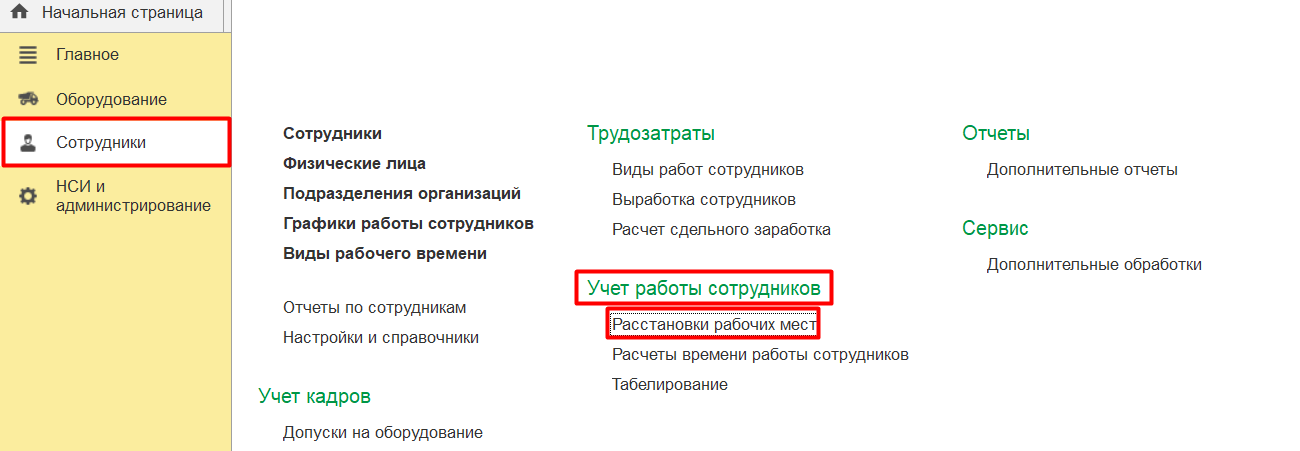 Начальная страница
Главное
Оборудование
Сотрудники
НСИ и
администрирование
Сотрудники
Физические лица
Подразделения организаций
Графики работы сотрудников
Виды рабочего времени
Отчеты по сотрудникам
Настройки и справочники
Учет кадров
Допуски на оборудование
Трудозатраты
Виды работ сотрудников
Выработка сотрудников
Расчет сдельного заработка
Учет работы сотрудников
Расстановки рабочих мест
Расчеты времени работы сотрудников
Табелирование
Отчеты
Дополнительные отчеты
Сервис
Дополнительные обработки